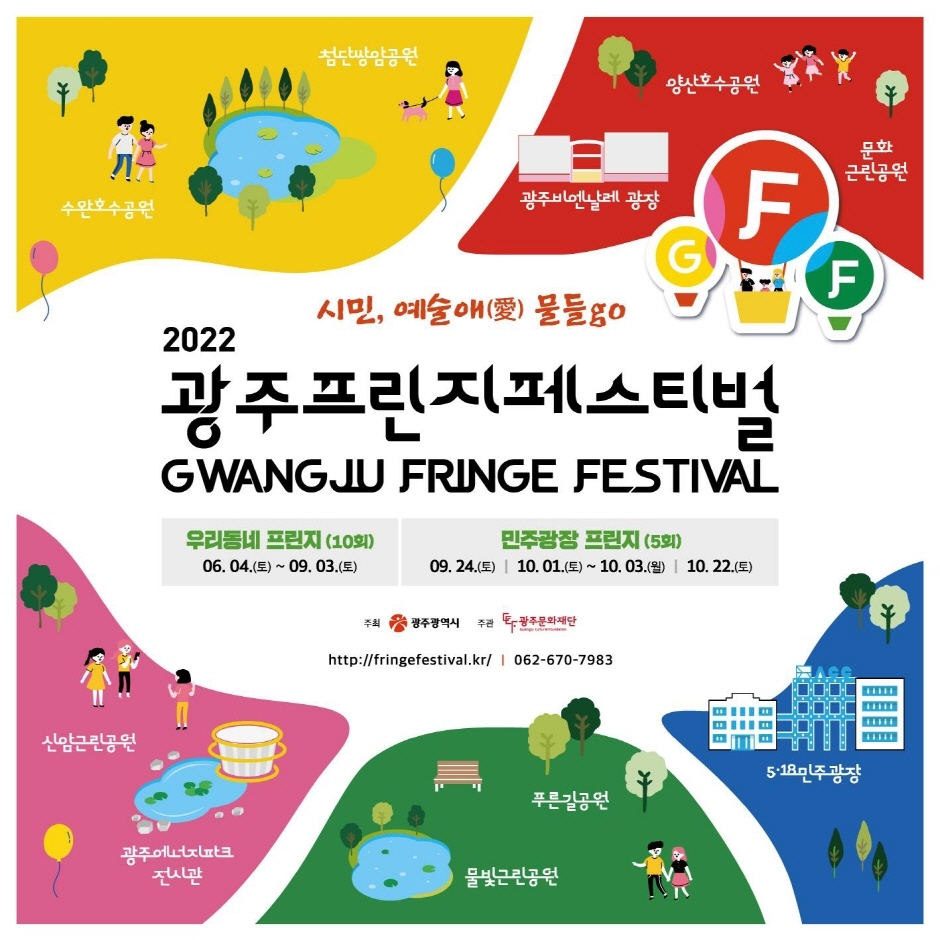 첨단쌍암공원
수완호수공원
양산호수공원
문화
근린공원
광주비엔날레 광장
G
F
F
시민, 예술애(愛) 물들go
2022
광주프린지페스티벌
GWANGJU FRINGE FESTIVAL
우리동네 프린지 (10회)
06. 04.(토) ~ 09. 03.(토)
민주광장 프린지 (5회)
09. 24.(토) | 10. 01.(토) ~ 10. 03.(월) | 10. 22.(토)
주최 광주광역시 주관 광주문화재단
http://fringefestival.kr/ | 062-670-7983
신암근린공원
광주에너지파크
전시관
푸른길공원
물빛근린공원
ACC
5·18민주광장